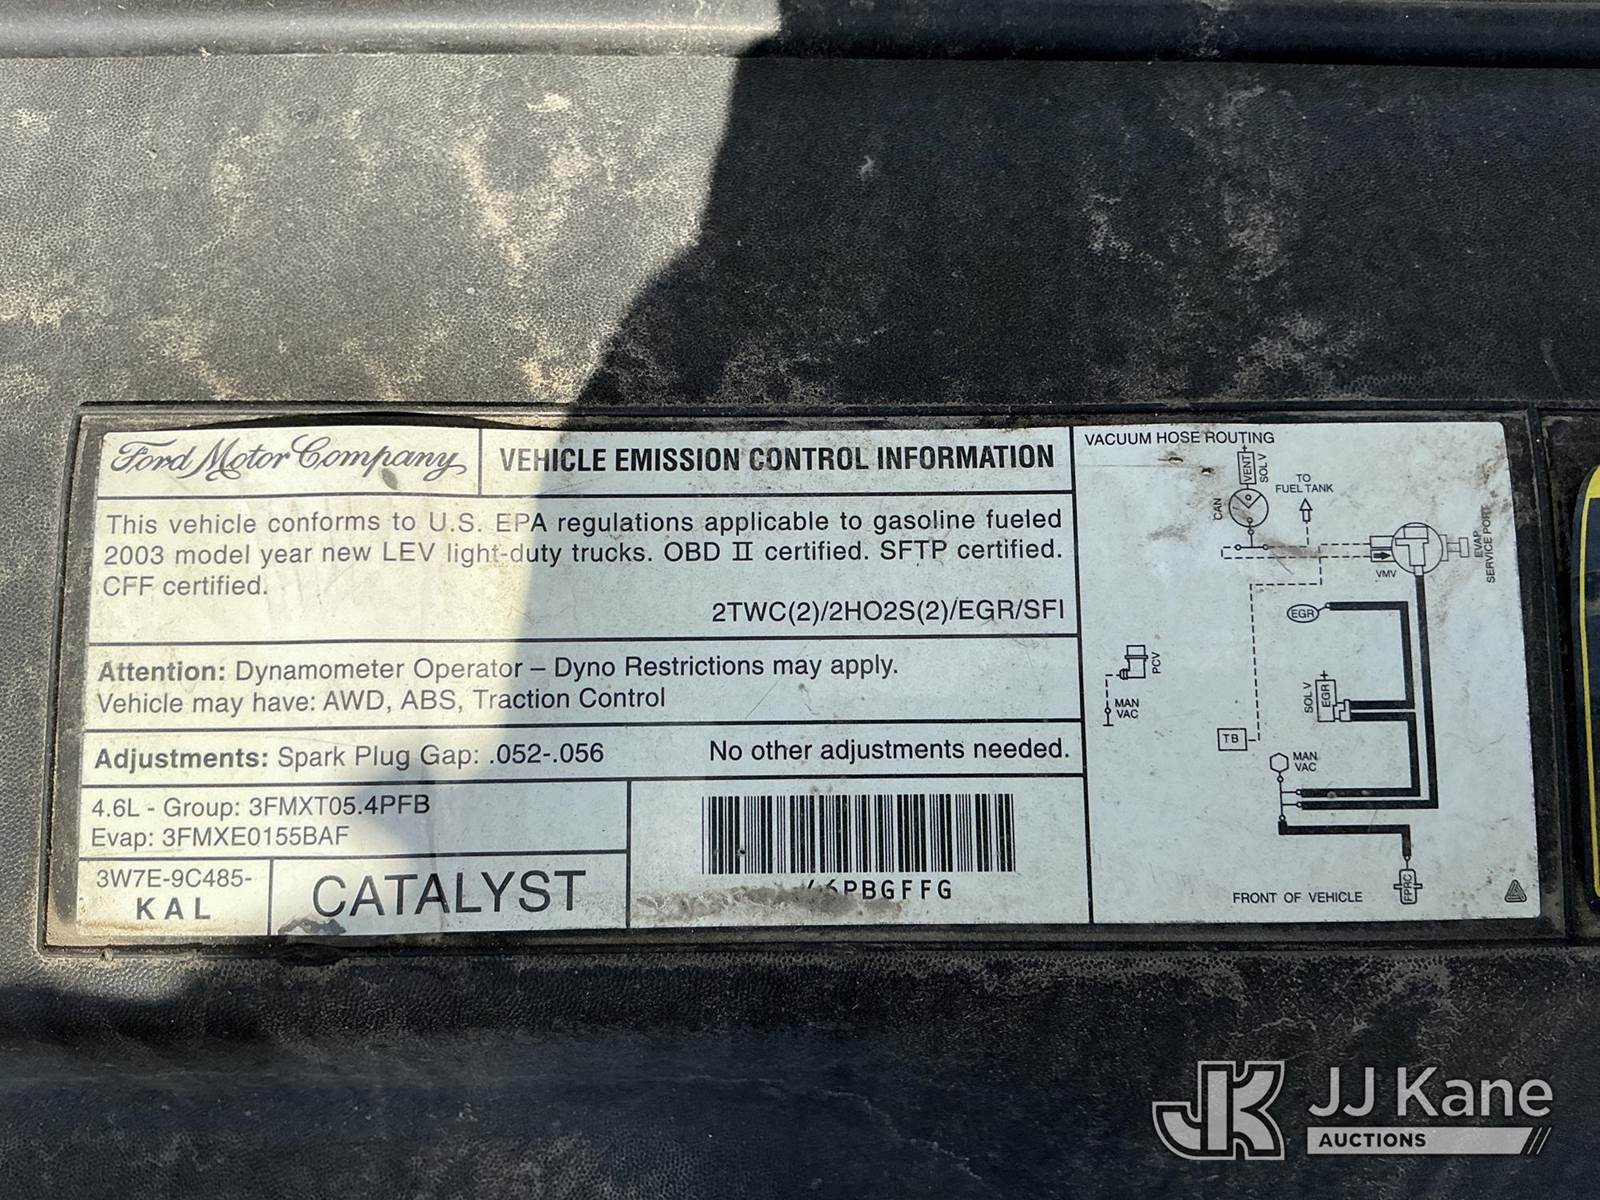 Ford Motor Company
VEHICLE EMISSION CONTROL INFORMATION
This vehicle conforms to U.S. EPA regulations applicable to gasoline fueled
2003 model year new LEV light-duty trucks. OBD II certified. SFTP certified.
CFF certified.
2TWC(2)/2HO2S(2)/EGR/SFI
Attention: Dynamometer Operator – Dyno Restrictions may apply.
Vehicle may have: AWD, ABS, Traction Control
Adjustments: Spark Plug Gap: .052-.056
No other adjustments needed.
4.6L - Group: 3FMXT05.4PFB
Evap: 3FMXE0155BAF
3W7E-9C485-
KAL
CATALYST
VACUUM HOSE ROUTING
VENT
SOL V
CAN
TO
FUEL TANK
EVAP
SERVICE PORT
VMV
EGR
PCV
MAN
VAC
SOL V
EGR
TB
MAN
VAC
FPRC
FRONT OF VEHICLE
JK
JJ Kane
AUCTIONS